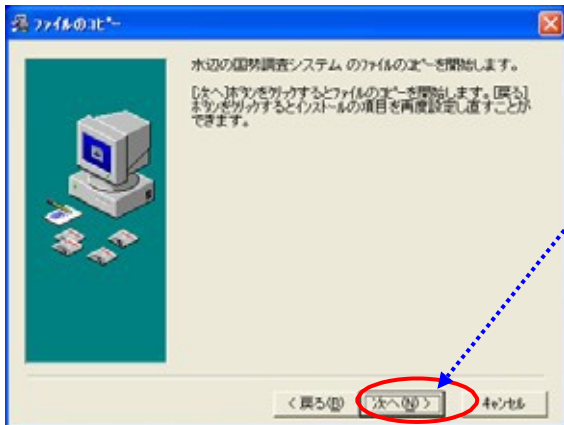 ファイルのコピー
水辺の国勢調査システム のファイルのコピーを開始します。
[次へ]ボタンをクリックするとファイルのコピーを開始します。[戻る]
ボタンをクリックするとインストールの項目を再度設定し直すことが
できます。
< 戻る(B)
次へ(N) >
キャンセル